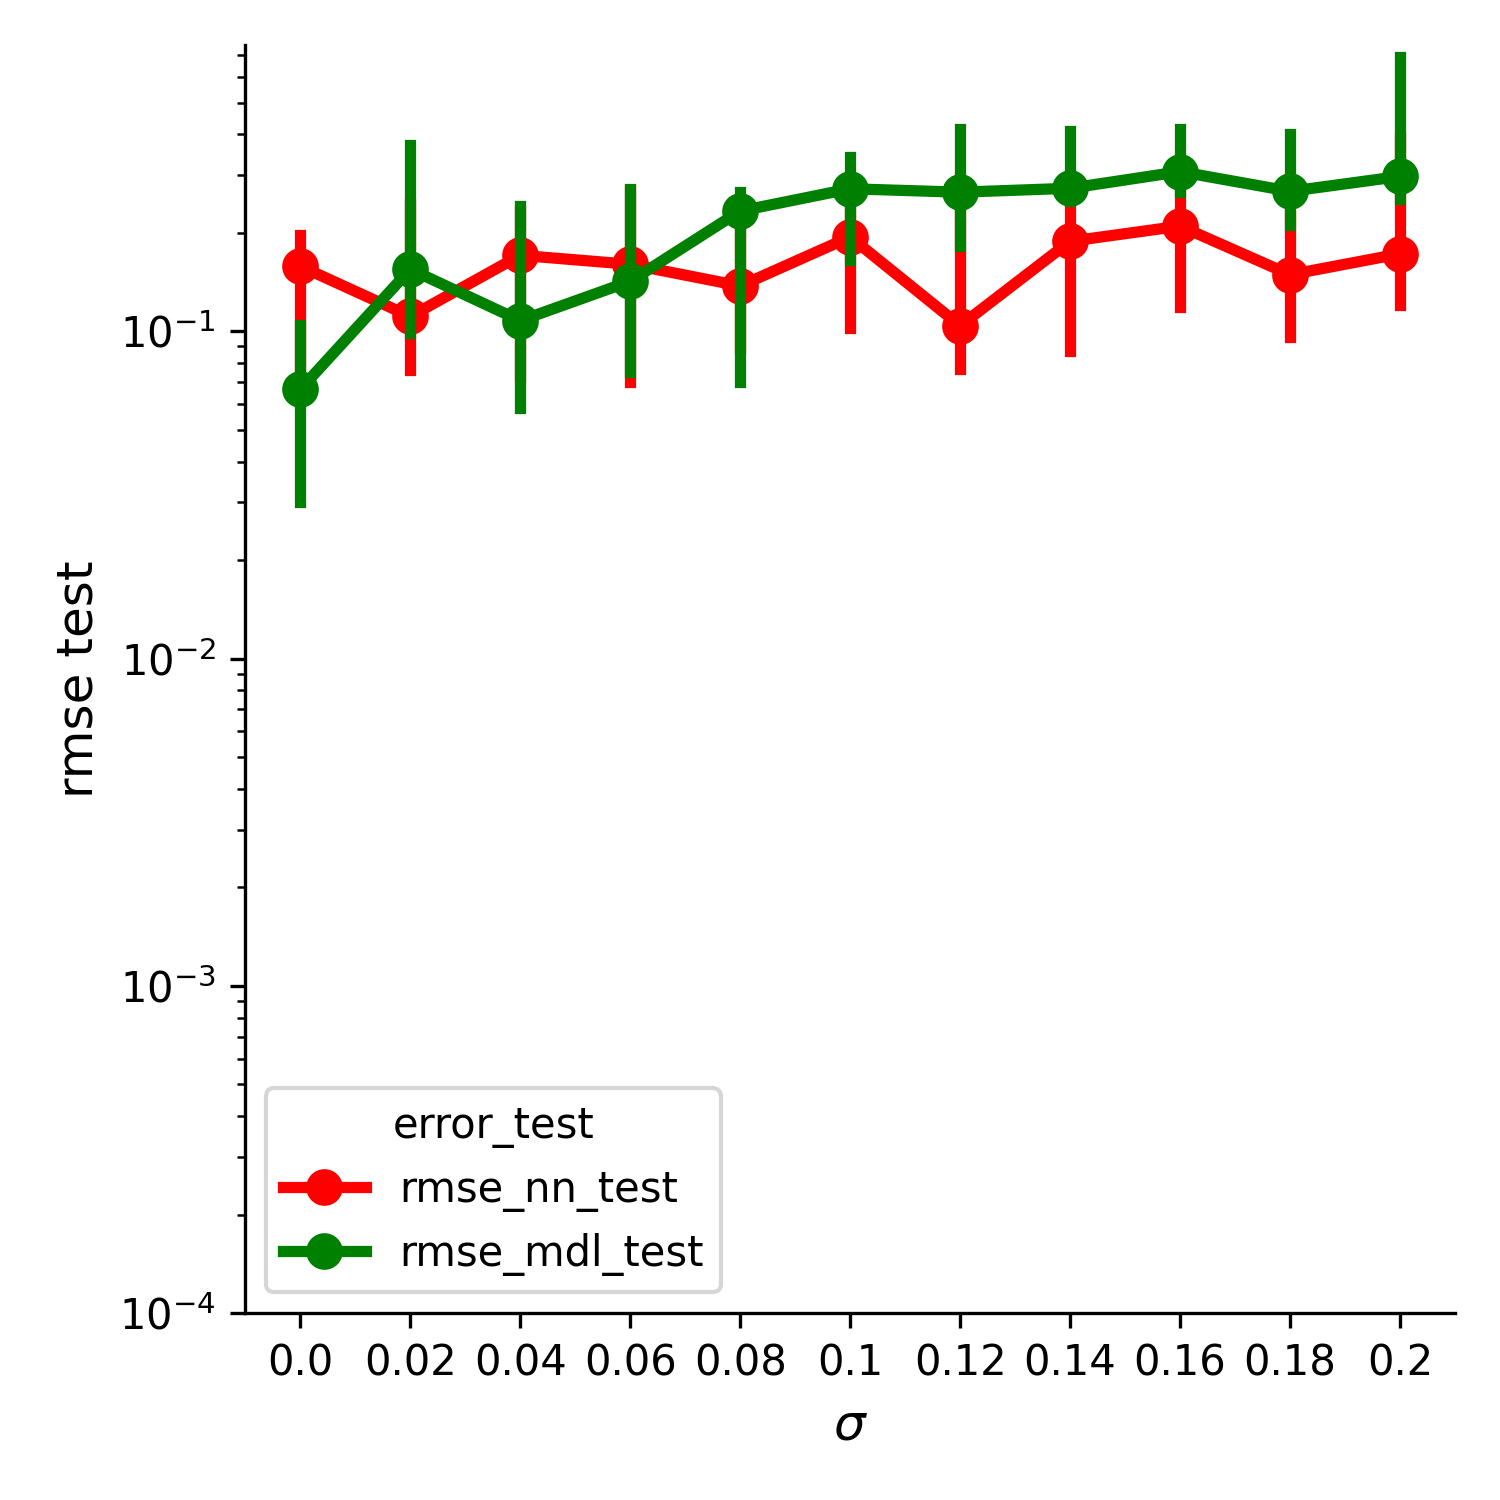 rmse test
10⁻¹
10⁻²
10⁻³
10⁻⁴
error_test
rmse_nn_test
rmse_mdl_test
0.0 0.02 0.04 0.06 0.08 0.1 0.12 0.14 0.16 0.18 0.2
σ